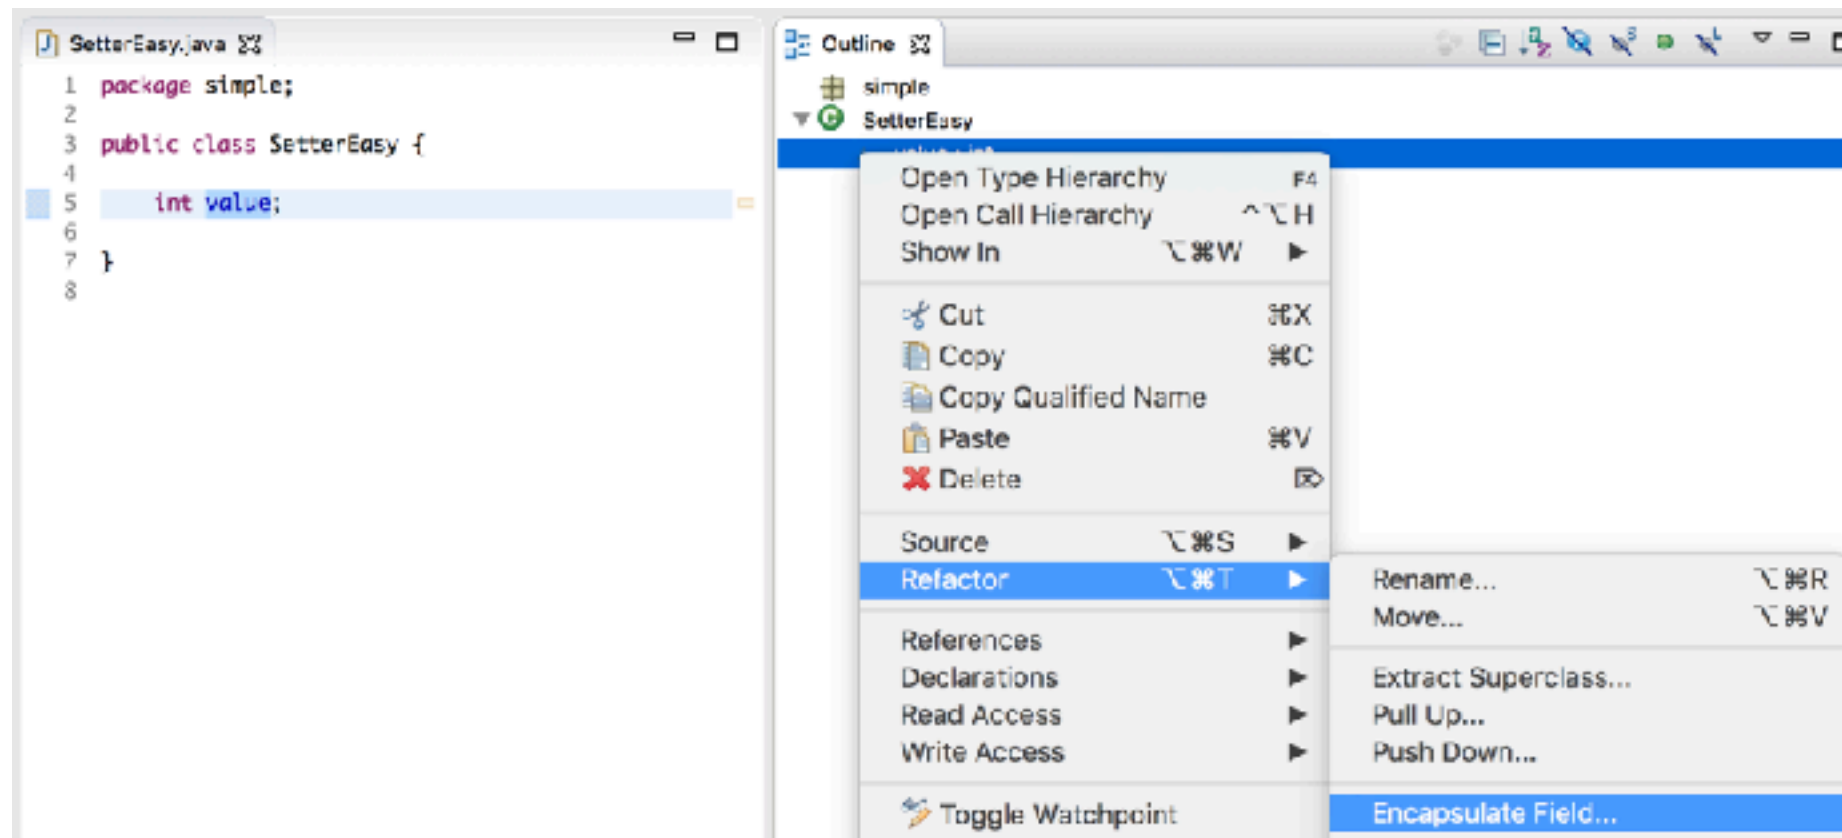 SetterEasy.java
1 package simple;
2
3 public class SetterEasy {
4
5 int value;
6
7 }
8
Outline
simple
SetterEasy
value : int
Open Type Hierarchy F4
Open Call Hierarchy ^⌥H
Show In ⌥⌘W ▶
Cut ⌘X
Copy ⌘C
Copy Qualified Name
Paste ⌘V
Delete ⌦
Source ⌥⌘S ▶
Refactor ⌥⌘T ▶
References ▶
Declarations ▶
Read Access ▶
Write Access ▶
Toggle Watchpoint
Rename... ⌥⌘R
Move... ⌥⌘V
Extract Superclass...
Pull Up...
Push Down...
Encapsulate Field...